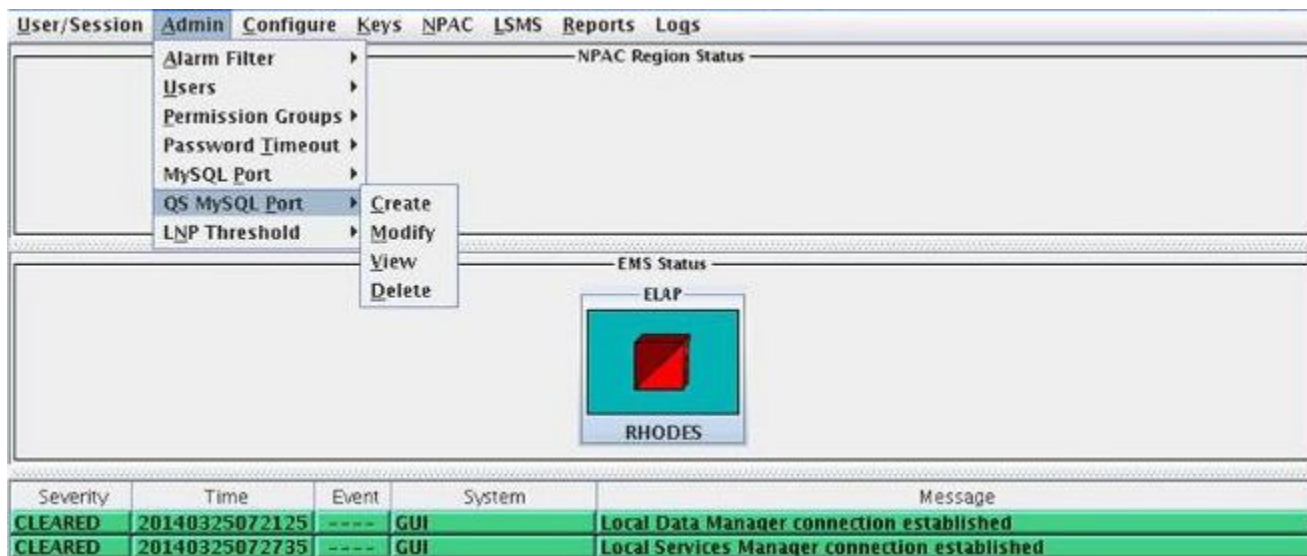 User/Session Admin Configure Keys NPAC LSMS Reports Logs
NPAC Region Status
Alarm Filter
Users
Permission Groups
Password Timeout
MySQL Port
QS MySQL Port
LNP Threshold
Create
Modify
View
Delete
EMS Status
ELAP
RHODES
Severity Time Event System Message
CLEARED 20140325072125 ---- GUI Local Data Manager connection established
CLEARED 20140325072735 ---- GUI Local Services Manager connection established